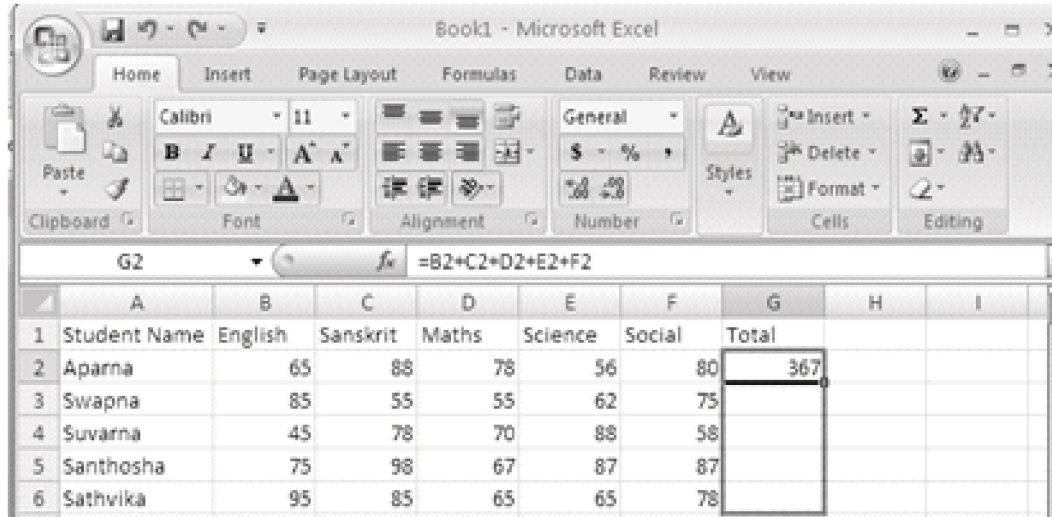 Book1 - Microsoft Excel
Home Insert Page Layout Formulas Data Review View
Calibri 11 General Insert
Paste B I U A A $ % , Styles Delete
A Format
Clipboard Font Alignment Number Cells Editing
G2 fx =B2+C2+D2+E2+F2
A B C D E F G H I
1 Student Name English Sanskrit Maths Science Social Total
2 Aparna 65 88 78 56 80 367
3 Swapna 85 55 55 62 75
4 Suvarna 45 78 70 88 58
5 Santhosha 75 98 67 87 87
6 Sathvika 95 85 65 65 78